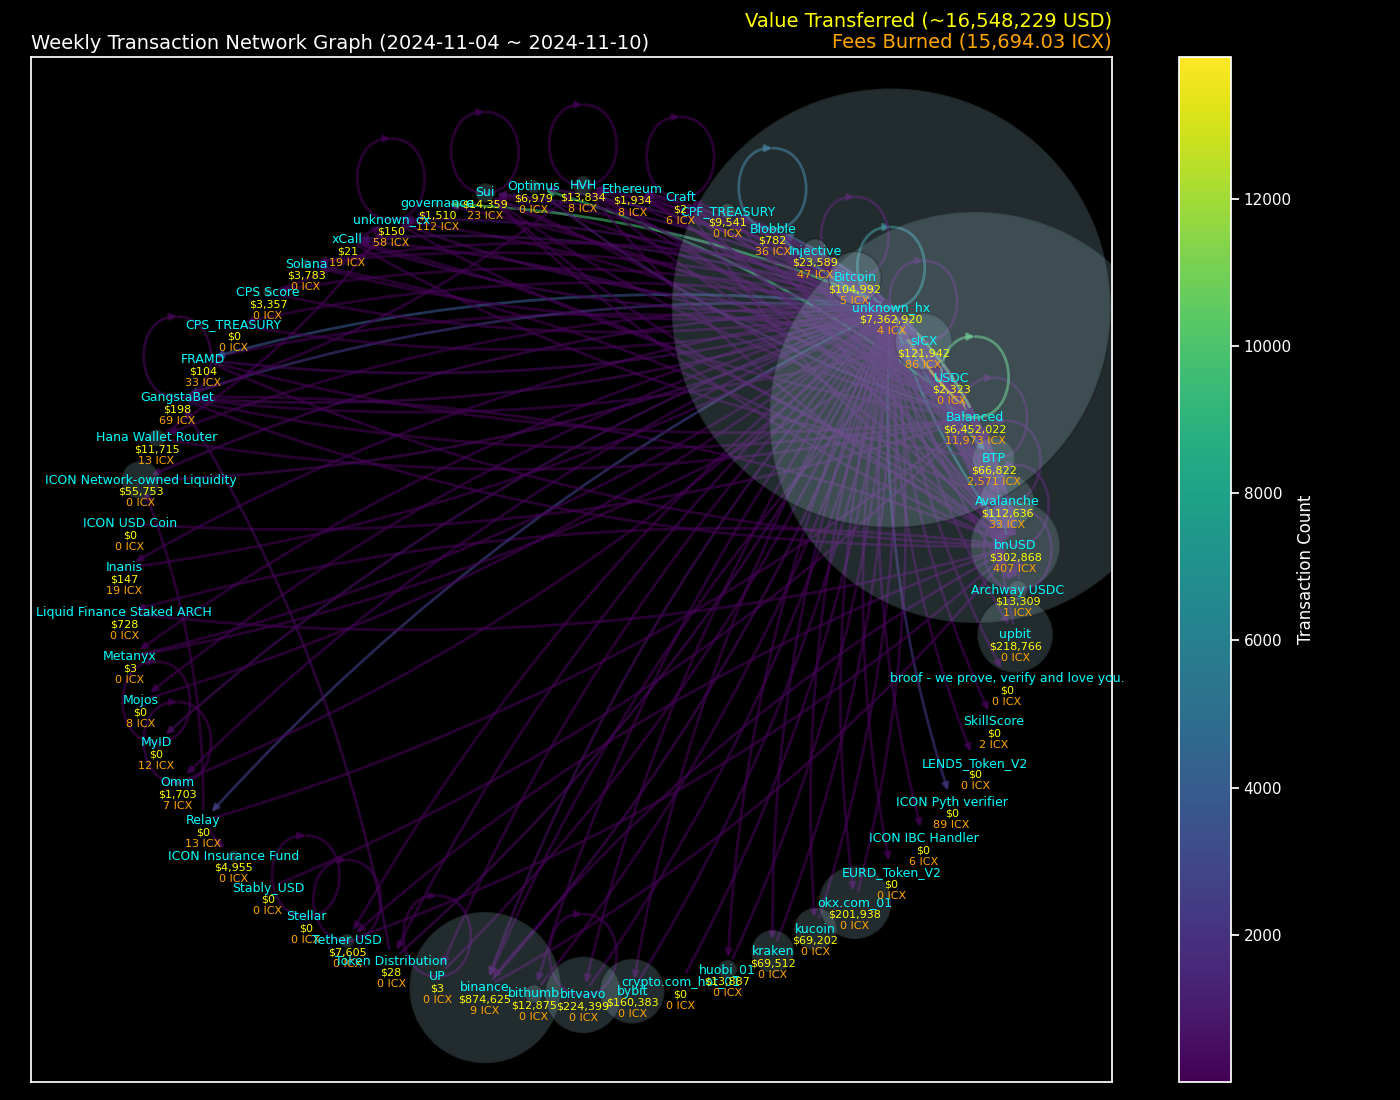 Value Transferred (~16,548,229 USD)
Weekly Transaction Network Graph (2024-11-04 ~ 2024-11-10)
Fees Burned (15,694.03 ICX)
governance
$1,510
112 ICX
Sui
$14,359
23 ICX
Optimus
$6,979
0 ICX
HVH
$13,834
8 ICX
Ethereum
$1,934
8 ICX
Craft
$2
6 ICX
CPF_TREASURY
$9,541
0 ICX
Blobble
$782
36 ICX
Injective
$23,589
47 ICX
Bitcoin
$104,992
5 ICX
unknown_hx
$7,362,920
4 ICX
sICX
$121,942
86 ICX
USDC
$2,323
0 ICX
Balanced
$6,452,022
11,973 ICX
BTP
$66,822
2,571 ICX
Avalanche
$112,636
33 ICX
bnUSD
$302,868
407 ICX
Archway USDC
$13,309
1 ICX
upbit
$218,766
0 ICX
broof - we prove, verify and love you.
$0
0 ICX
SkillScore
$0
2 ICX
LEND5_Token_V2
$0
0 ICX
ICON Pyth verifier
$0
89 ICX
ICON IBC Handler
$0
6 ICX
EURD_Token_V2
$0
0 ICX
okx.com_01
$201,938
0 ICX
kucoin
$69,202
0 ICX
kraken
$69,512
0 ICX
huobi_01
0 ICX
$0
0 ICX
bybit
$160,383
0 ICX
bitvavo
$224,399
0 ICX
bithumb
$12,875
0 ICX
binance
$874,625
9 ICX
UP
$3
0 ICX
Token Distribution
$28
0 ICX
Tether USD
$7,605
0 ICX
Stellar
$0
0 ICX
Stably_USD
$0
0 ICX
ICON Insurance Fund
$4,955
0 ICX
Relay
$0
13 ICX
Omm
$1,703
7 ICX
MyID
$0
12 ICX
Mojos
$0
8 ICX
Metanyx
$3
0 ICX
Liquid Finance Staked ARCH
$728
0 ICX
Inanis
$147
19 ICX
ICON USD Coin
$0
0 ICX
ICON Network-owned Liquidity
$55,753
0 ICX
Hana Wallet Router
$11,715
13 ICX
GangstaBet
$198
69 ICX
FRAMD
$104
33 ICX
CPS_TREASURY
$0
0 ICX
CPS Score
$3,357
0 ICX
Solana
$3,783
0 ICX
xCall
$21
19 ICX
unknown_cx
$150
58 ICX
12000
10000
8000
6000
4000
2000
Transaction Count